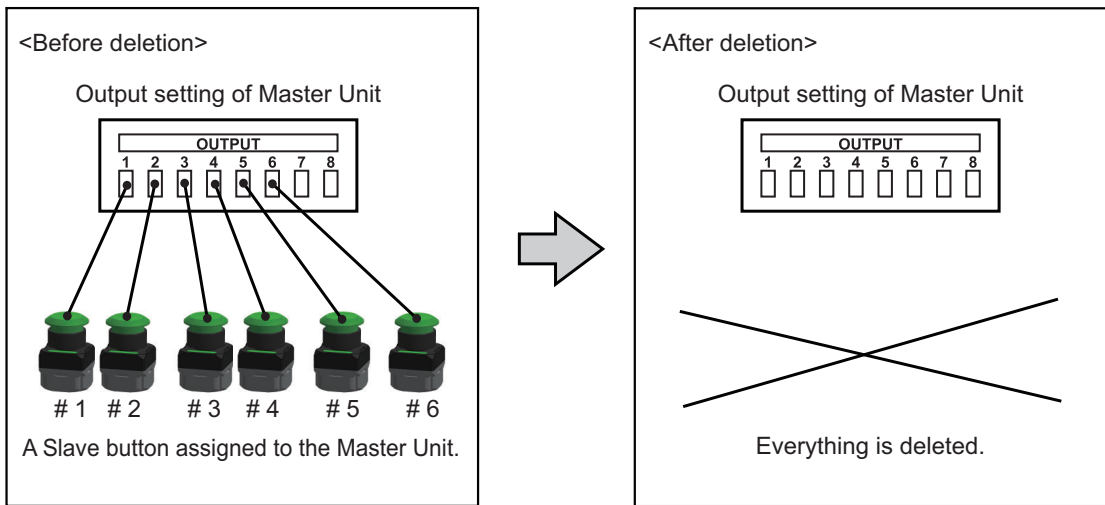 <Before deletion>
Output setting of Master Unit
OUTPUT
1 2 3 4 5 6 7 8
# 1 # 2 # 3 # 4 # 5 # 6
A Slave button assigned to the Master Unit.
<After deletion>
Output setting of Master Unit
OUTPUT
1 2 3 4 5 6 7 8
Everything is deleted.